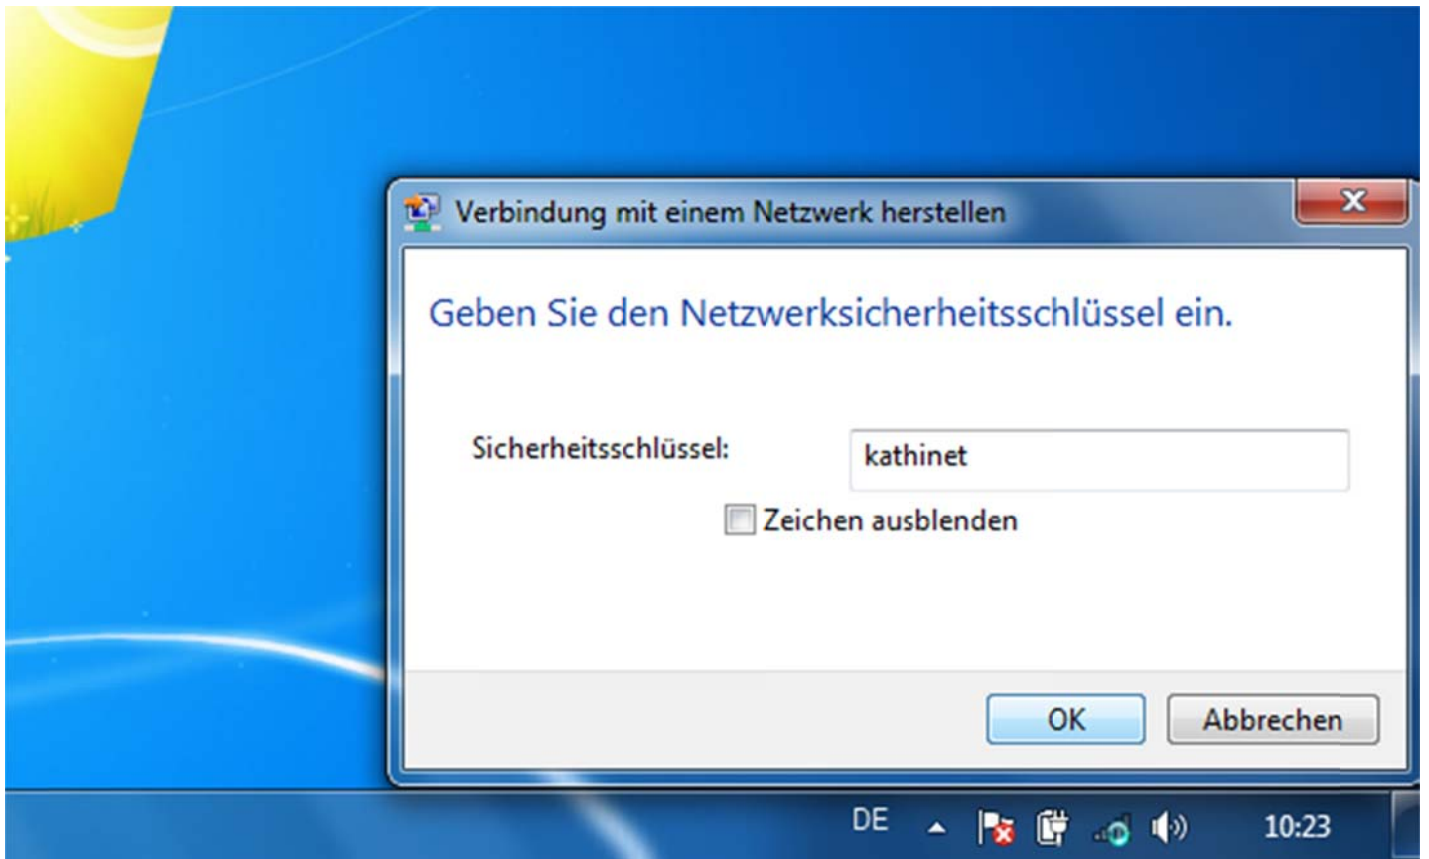 Verbindung mit einem Netzwerk herstellen
Geben Sie den Netzwerksicherheitsschlüssel ein.
Sicherheitsschlüssel: kathinet
Zeichen ausblenden
OK Abbrechen
DE 10:23